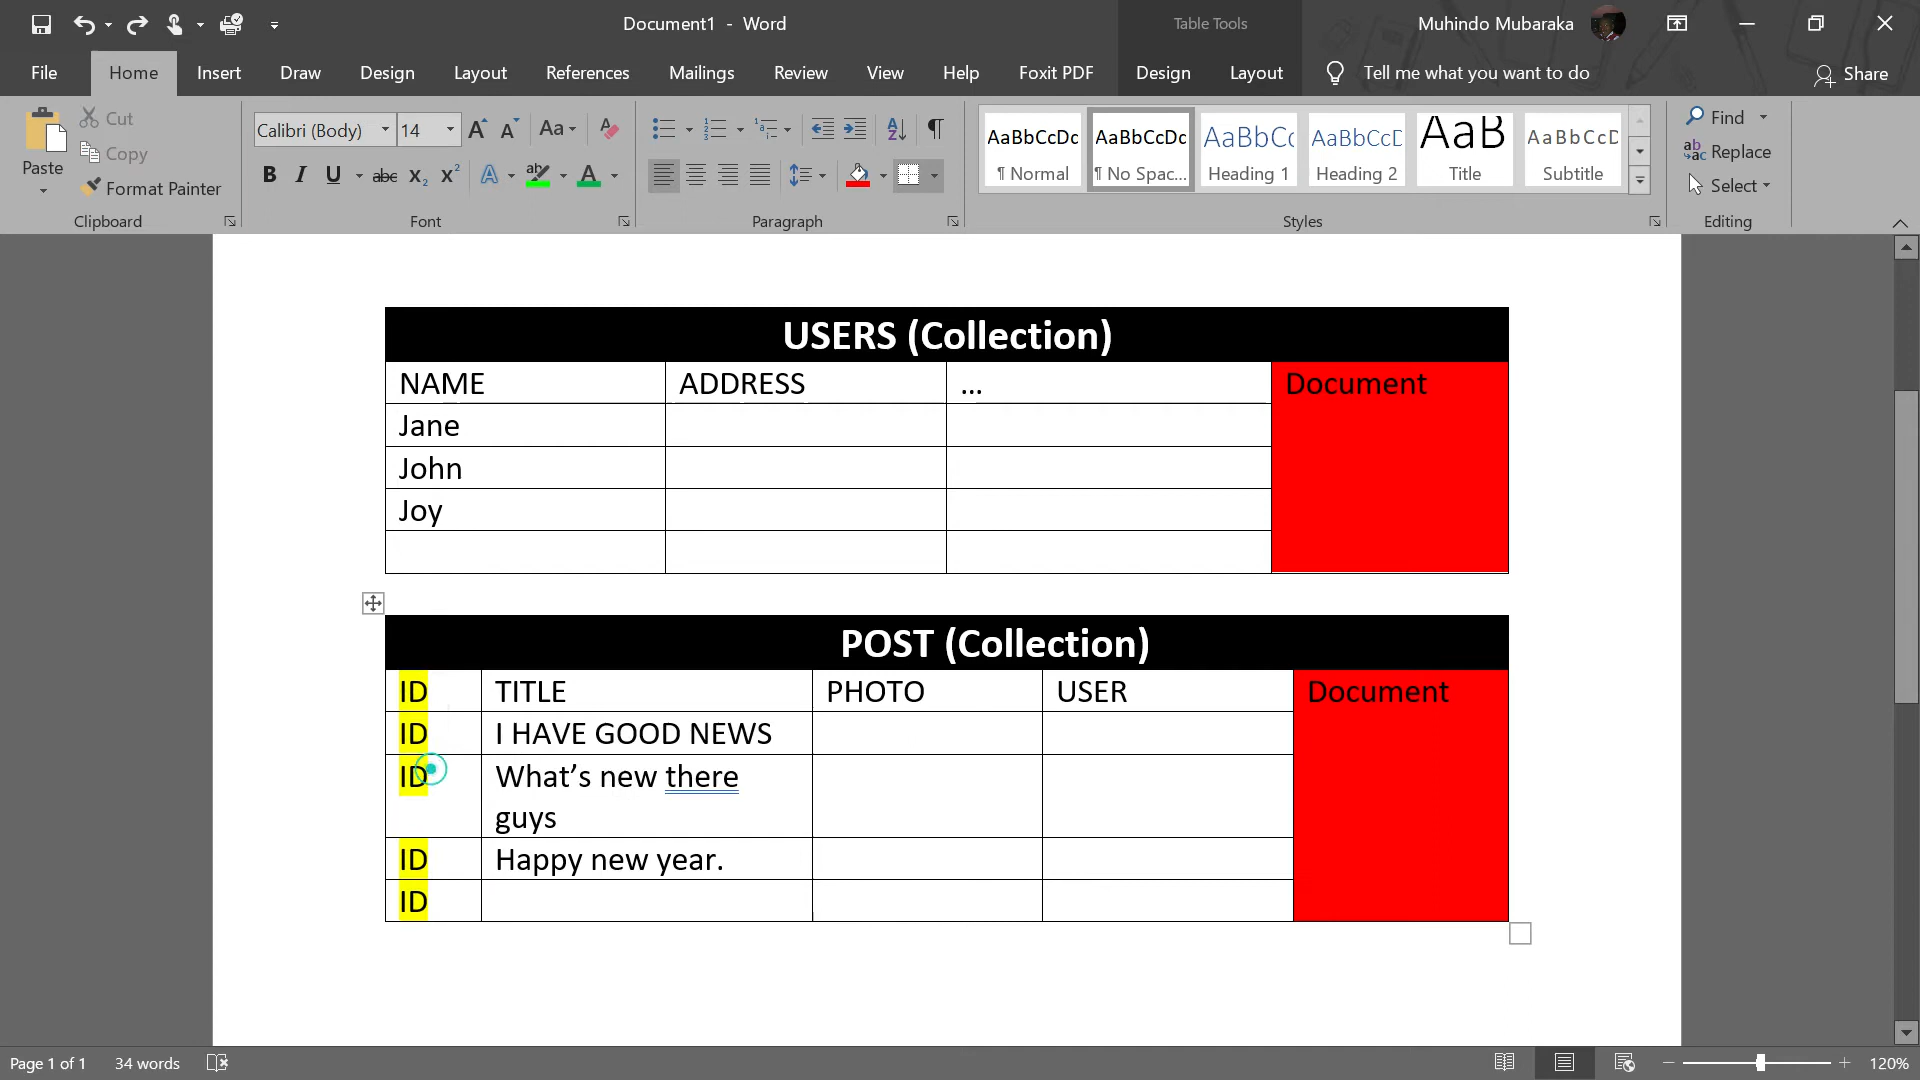 Document1 - Word
Table Tools
Muhindo Mubaraka
File Home Insert Draw Design Layout References Mailings Review View Help Foxit PDF Design Layout Tell me what you want to do Share
Paste
Cut
Copy
Format Painter
Clipboard
Calibri (Body) 14
Font
Paragraph
AaBbCcDc AaBbCcDc AaBbC AaBbCcD AaB AaBbCcD
¶ Normal ¶ No Spac... Heading 1 Heading 2 Title Subtitle
Styles
Find
Replace
Select
Editing
USERS (Collection)
NAME ADDRESS ... Document
Jane
John
Joy
POST (Collection)
ID TITLE PHOTO USER Document
ID I HAVE GOOD NEWS
ID What’s new there
guys
ID Happy new year.
ID
Page 1 of 1 34 words 120%